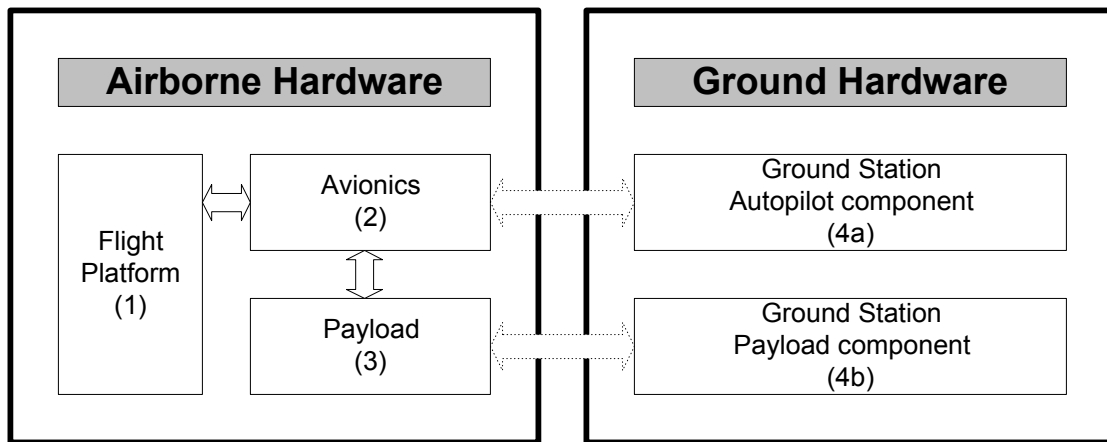 Airborne Hardware
Flight
Platform
(1)
Avionics
(2)
Payload
(3)
Ground Hardware
Ground Station
Autopilot component
(4a)
Ground Station
Payload component
(4b)